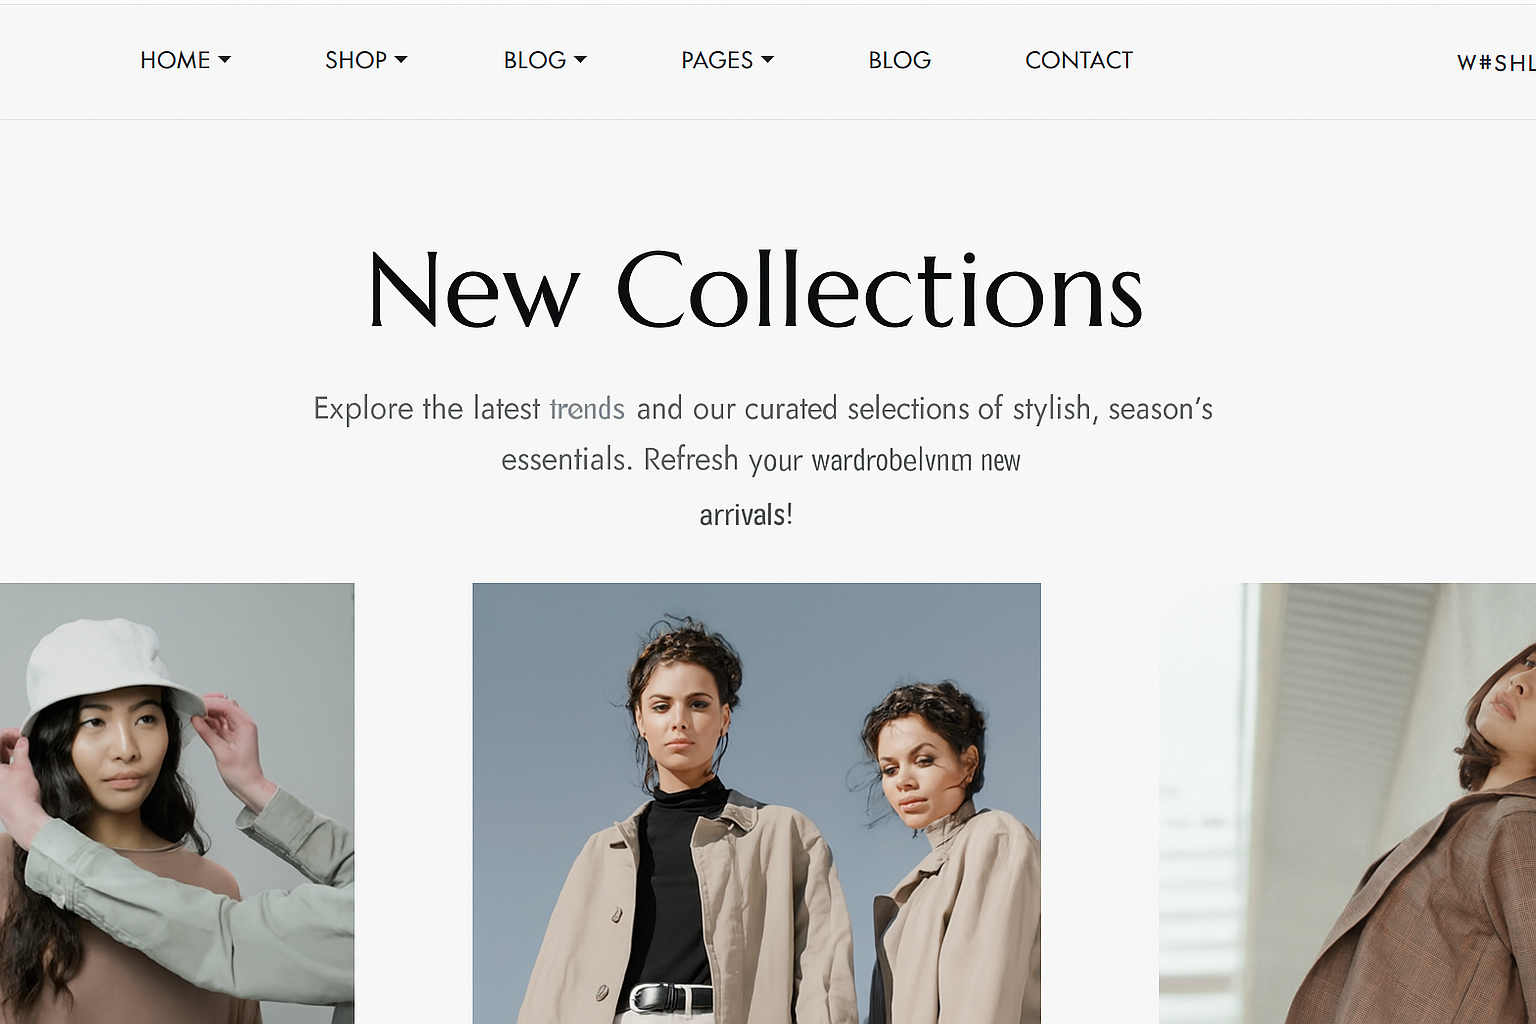 HOME SHOP BLOG PAGES BLOG CONTACT W#SHL
New Collections
Explore the latest trends and our curated selections of stylish, season's
essentials. Refresh your wardrobelvnm new
arrivals!